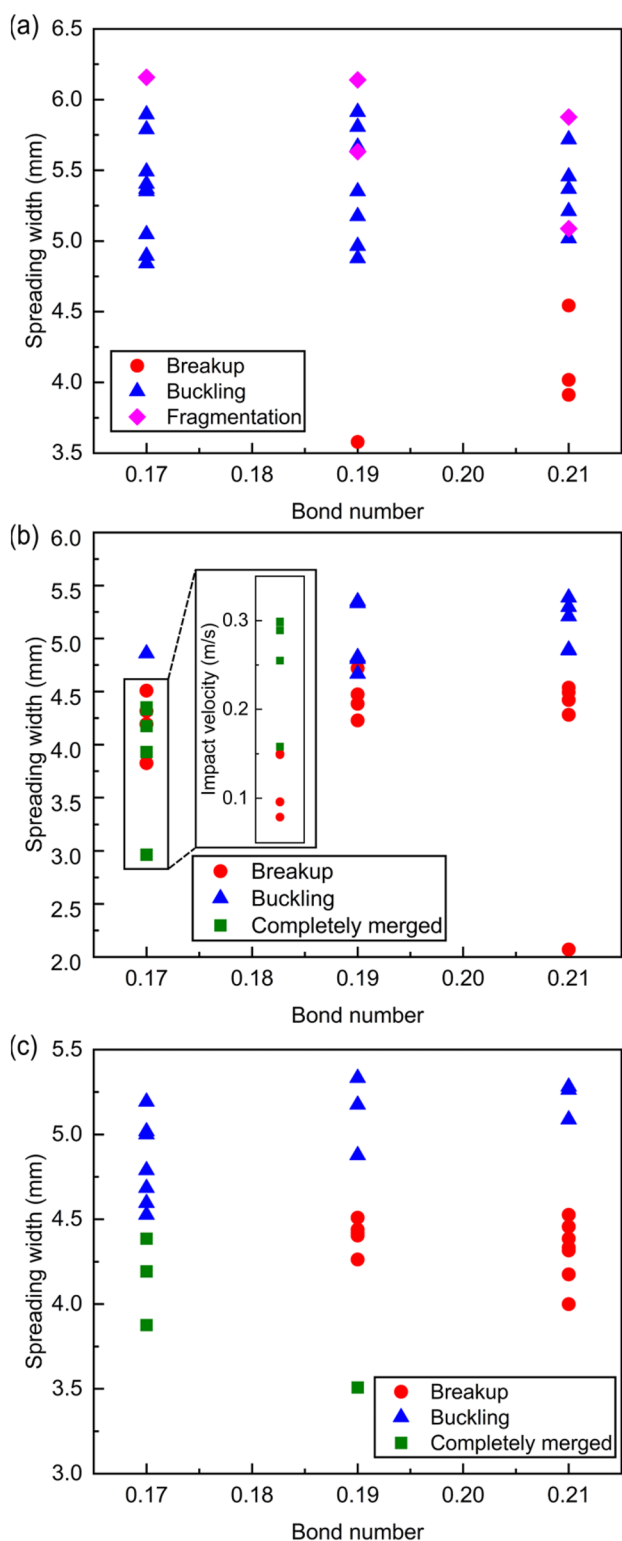 (a)
6.5
6.0
5.5
5.0
4.5
4.0
3.5
Spreading width (mm)
Breakup
Buckling
Fragmentation
0.17 0.18 0.19 0.20 0.21
Bond number
(b)
6.0
5.5
5.0
4.5
4.0
3.5
3.0
2.5
2.0
Spreading width (mm)
0.3
0.2
0.1
Impact velocity (m/s)
Breakup
Buckling
Completely merged
0.17 0.18 0.19 0.20 0.21
Bond number
(c)
5.5
5.0
4.5
4.0
3.5
3.0
Spreading width (mm)
Breakup
Buckling
Completely merged
0.17 0.18 0.19 0.20 0.21
Bond number